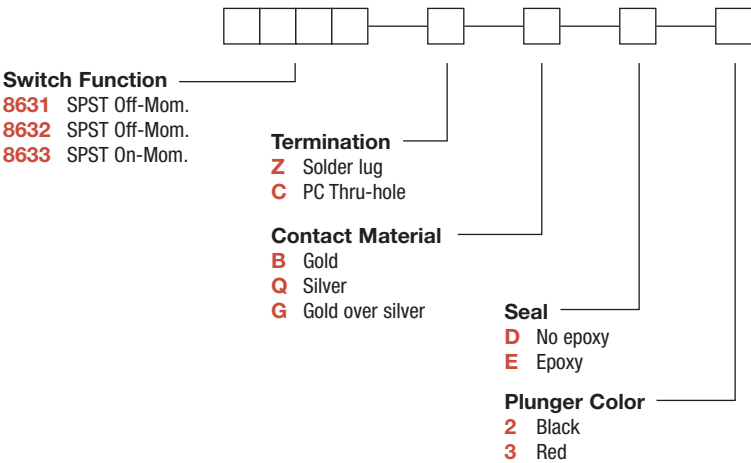 Switch Function
8631 SPST Off-Mom.
8632 SPST Off-Mom.
8633 SPST On-Mom.
Termination
Z Solder lug
C PC Thru-hole
Contact Material
B Gold
Q Silver
G Gold over silver
Seal
D No epoxy
E Epoxy
Plunger Color
2 Black
3 Red